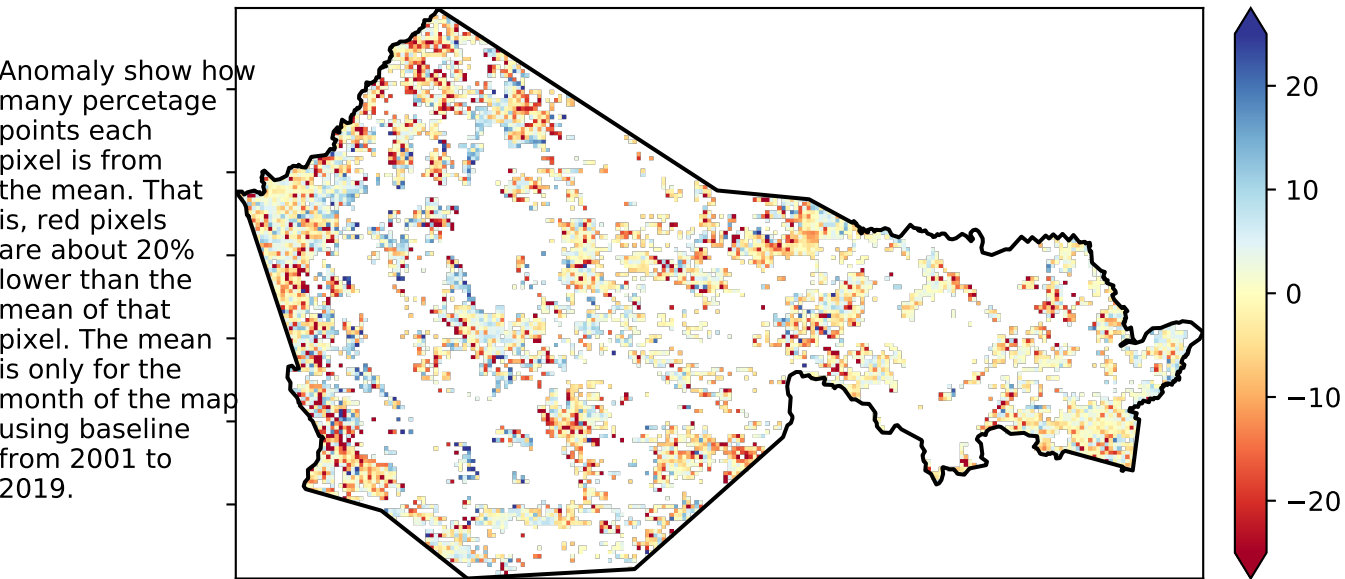 Anomaly show how
many percetage
points each
pixel is from
the mean. That
is, red pixels
are about 20%
lower than the
mean of that
pixel. The mean
is only for the
month of the map
using baseline
from 2001 to
2019.
20
10
0
−10
−20